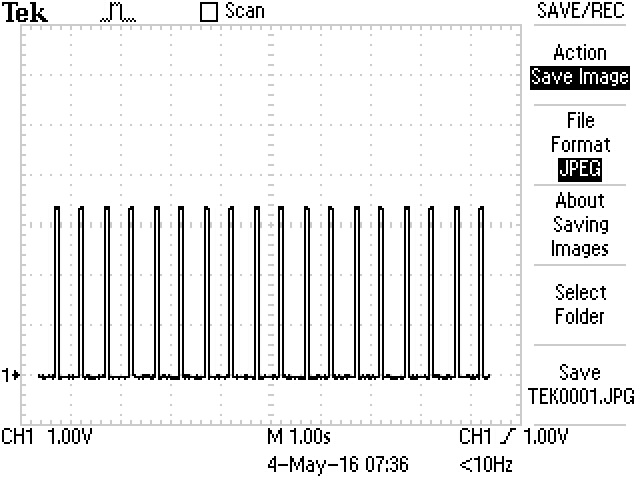 Tek
Scan
SAVE/REC
Action
Save Image
File
Format
JPEG
About
Saving
Images
Select
Folder
Save
TEK0001.JPG
1
CH1 1.00V
M 1.00s
CH1 1.00V
4-May-16 07:36
<10Hz